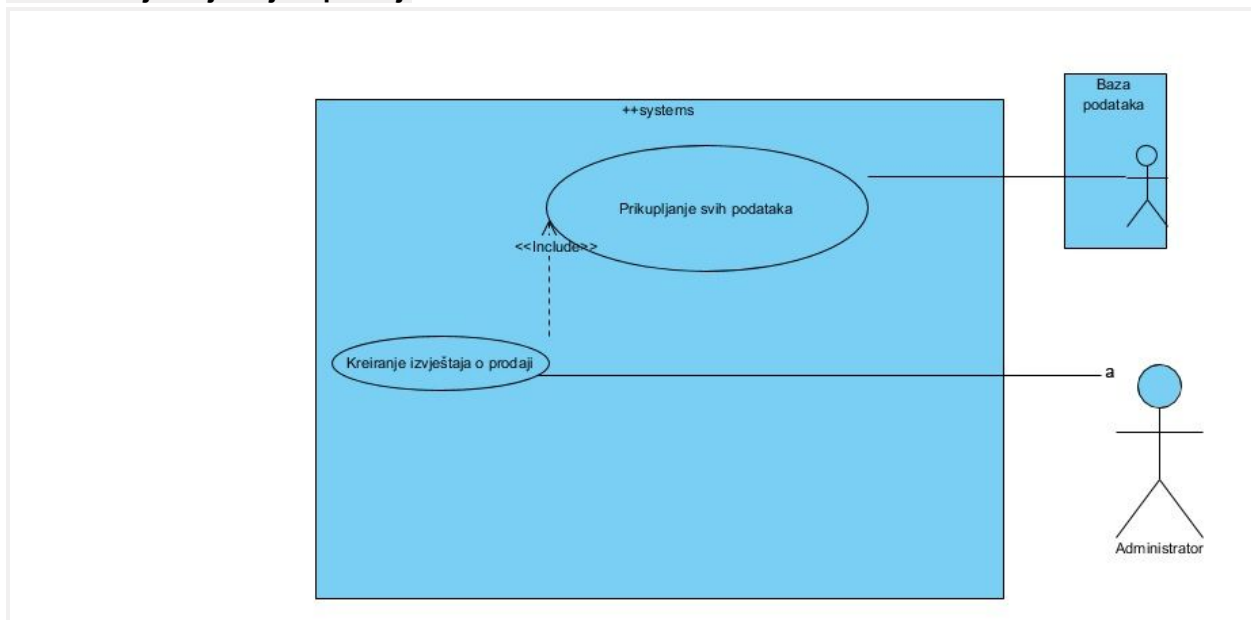 ++systems
Baza
podataka
Prikupljanje svih podataka
<<Include>>
Kreiranje izvještaja o prodaji
a
Administrator